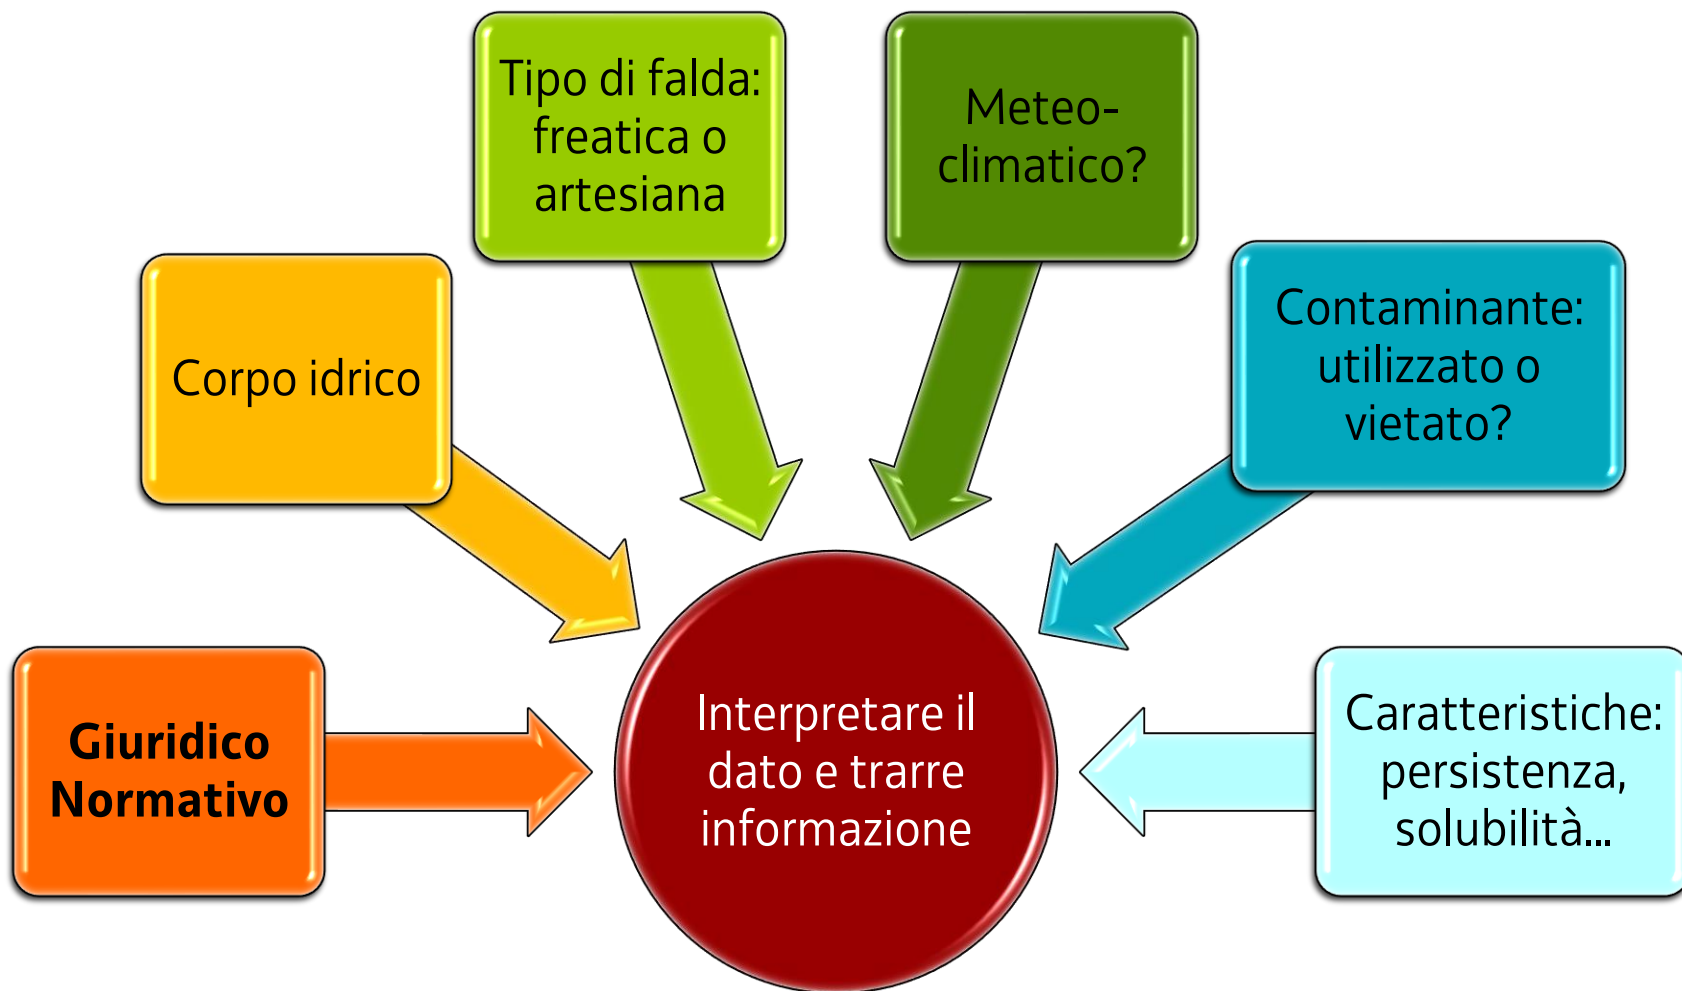 Tipo di falda:
freatica o
artesiana
Meteo-
climatico?
Corpo idrico
Contaminante:
utilizzato o
vietato?
Giuridico
Normativo
Interpretare il
dato e trarre
informazione
Caratteristiche:
persistenza,
solubilità...